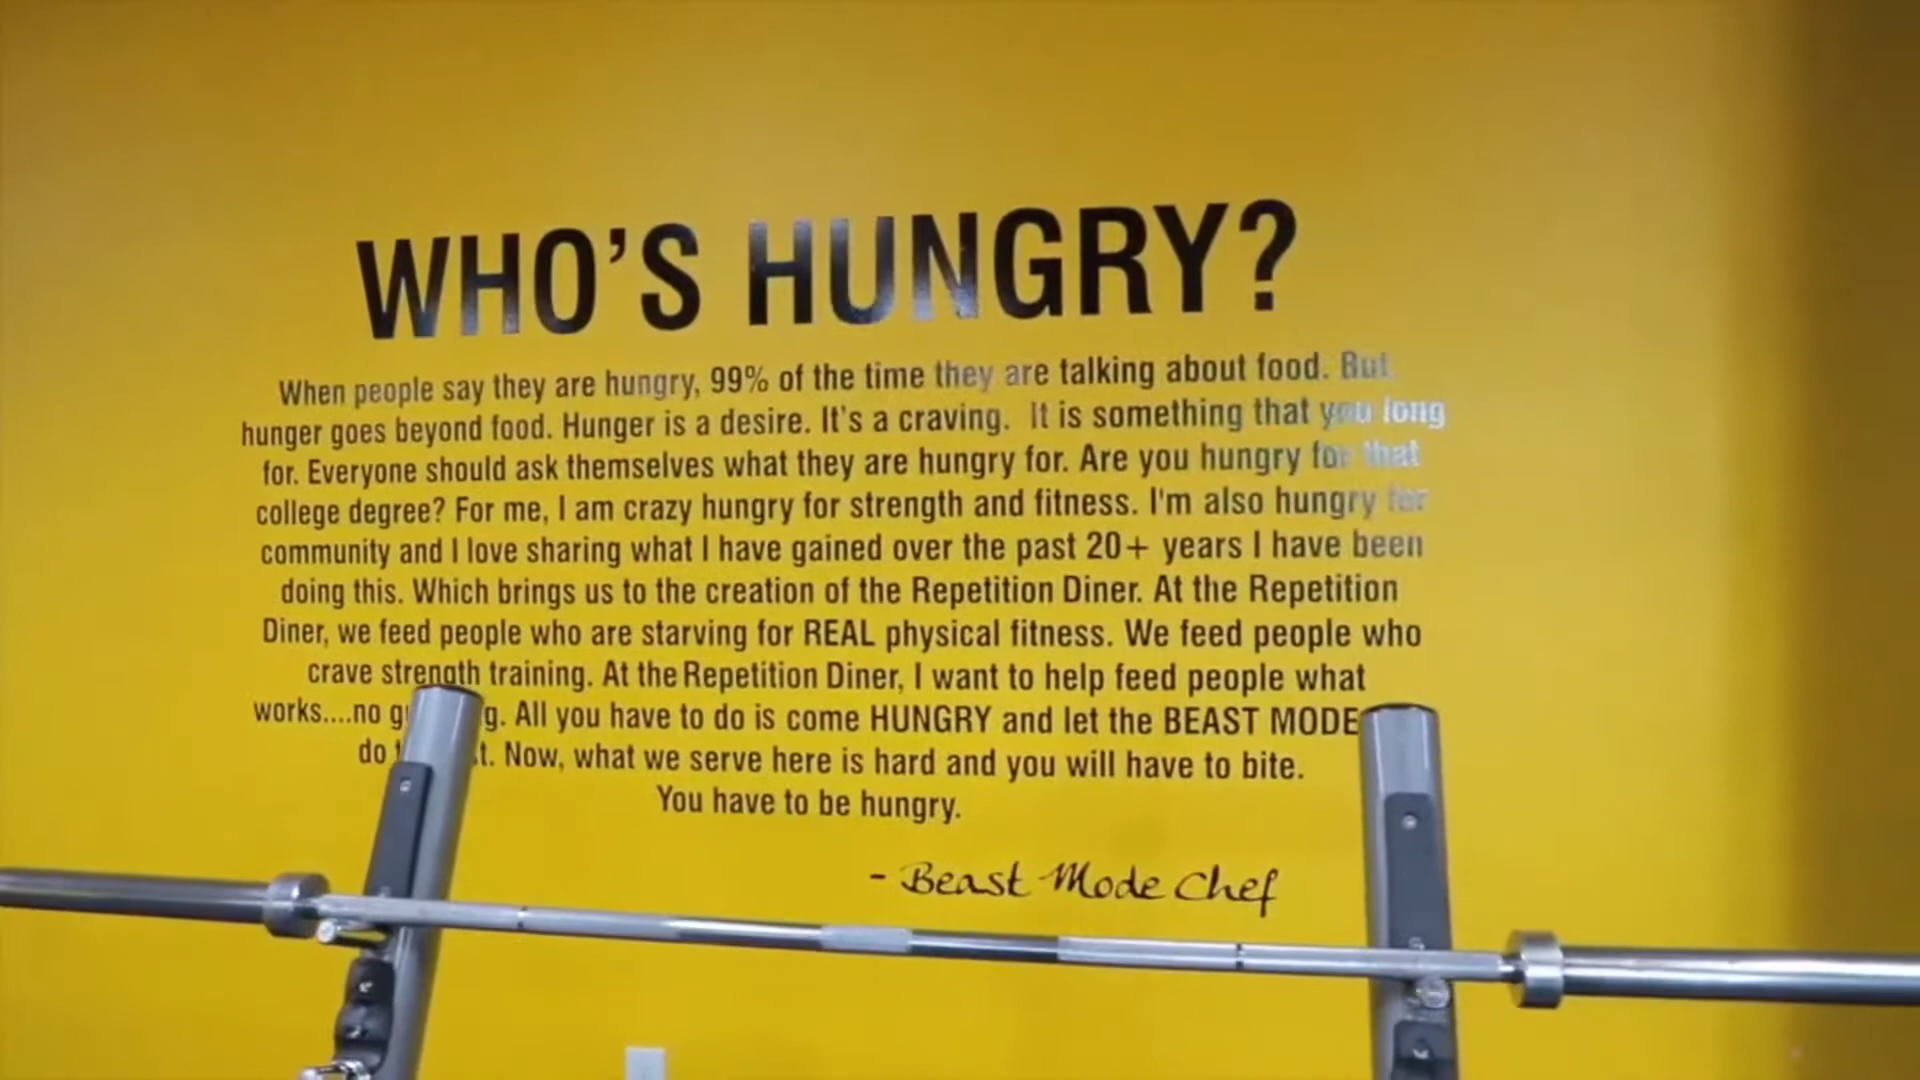 WHO'S HUNGRY?
When people say they are hungry, 99% of the time they are talking about food. But
hunger goes beyond food. Hunger is a desire. It's a craving. It is something that you long
for. Everyone should ask themselves what they are hungry for. Are you hungry for that
college degree? For me, I am crazy hungry for strength and fitness. I'm also hungry for
community and I love sharing what I have gained over the past 20+ years I have been
doing this. Which brings us to the creation of the Repetition Diner. At the Repetition
Diner, we feed people who are starving for REAL physical fitness. We feed people who
crave strength training. At the Repetition Diner, I want to help feed people what
works....no All you have to do is come HUNGRY and let the BEAST MODE
do Now, what we serve here is hard and you will have to bite.
You have to be hungry.
- Beast Mode Chef